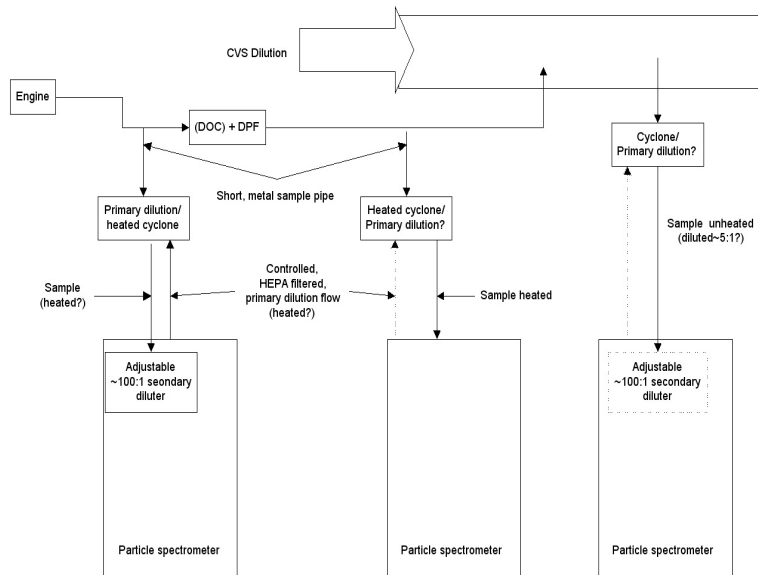 CVS Dilution
Engine
(DOC) + DPF
Cyclone/
Primary dilution?
Short, metal sample pipe
Primary dilution/
heated cyclone
Heated cyclone/
Primary dilution?
Sample unheated
(diluted~5:1?)
Sample
(heated?)
Controlled,
HEPA filtered,
primary dilution flow
(heated?)
Sample heated
Adjustable
~100:1 seondary
diluter
Adjustable
~100:1 secondary
diluter
Particle spectrometer
Particle spectrometer
Particle spectrometer